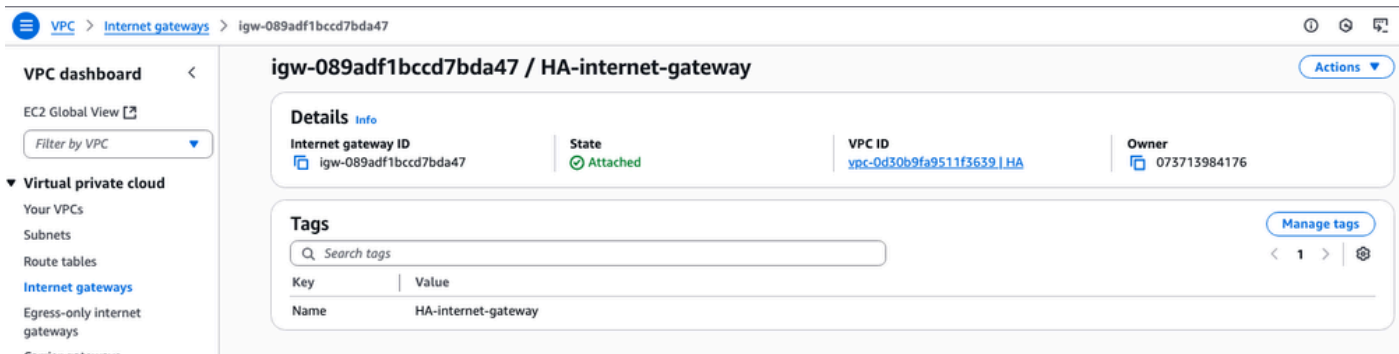 VPC > Internet gateways > igw-089adf1bccd7bda47
VPC dashboard
EC2 Global View
Filter by VPC
Virtual private cloud
Your VPCs
Subnets
Route tables
Internet gateways
Egress-only internet
gateways
igw-089adf1bccd7bda47 / HA-internet-gateway
Actions
Details Info
Internet gateway ID
igw-089adf1bccd7bda47
State
Attached
VPC ID
vpc-0d30b9fa9511f3639 | HA
Owner
073713984176
Tags
Manage tags
Search tags
1
Key Value
Name HA-internet-gateway